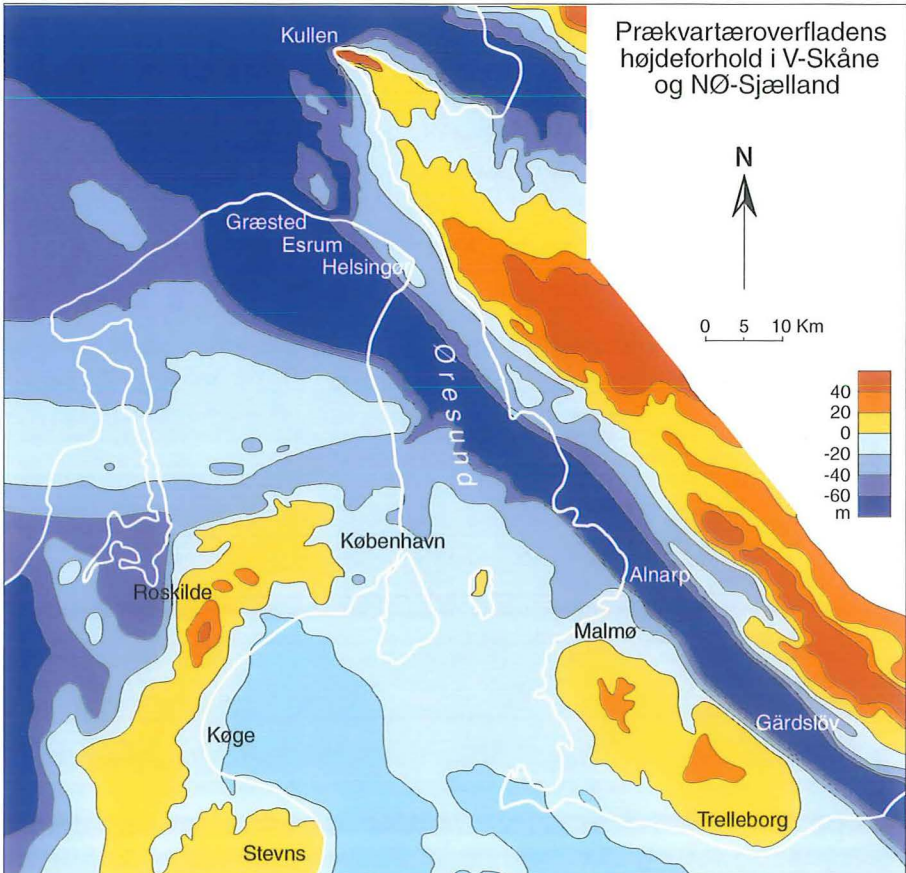 Prækvartæroverfladens
højdeforhold i V-Skåne
og NØ-Sjælland
N
0 5 10 Km
40
20
0
-20
-40
-60
m
Kullen
Græsted
Esrum
Helsingør
Øresund
København
Roskilde
Alnarp
Malmø
Køge
Gärdslöv
Trelleborg
Stevns